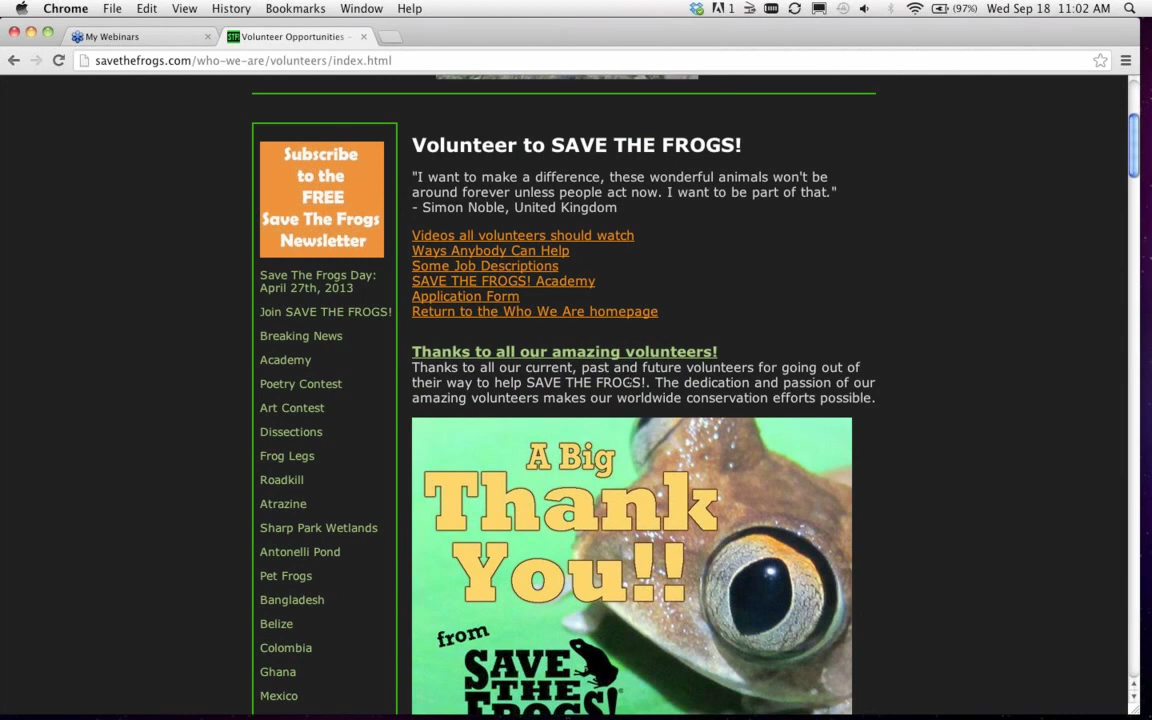 Chrome File Edit View History Bookmarks Window Help 1 (97%) Wed Sep 18 11:02 AM
My Webinars
Volunteer Opportunities -
savethefrogs.com/who-we-are/volunteers/index.html
Subscribe
to the
FREE
Save The Frogs
Newsletter
Save The Frogs Day:
April 27th, 2013
Join SAVE THE FROGS!
Breaking News
Academy
Poetry Contest
Art Contest
Dissections
Frog Legs
Roadkill
Atrazine
Sharp Park Wetlands
Antonelli Pond
Pet Frogs
Bangladesh
Belize
Colombia
Ghana
Mexico
Volunteer to SAVE THE FROGS!
"I want to make a difference, these wonderful animals won't be
around forever unless people act now. I want to be part of that."
- Simon Noble, United Kingdom
Videos all volunteers should watch
Ways Anybody Can Help
Some Job Descriptions
SAVE THE FROGS! Academy
Application Form
Return to the Who We Are homepage
Thanks to all our amazing volunteers!
Thanks to all our current, past and future volunteers for going out of
their way to help SAVE THE FROGS!. The dedication and passion of our
amazing volunteers makes our worldwide conservation efforts possible.
A Big
Thank
You!!
from
SAVE
THE
FROGS!